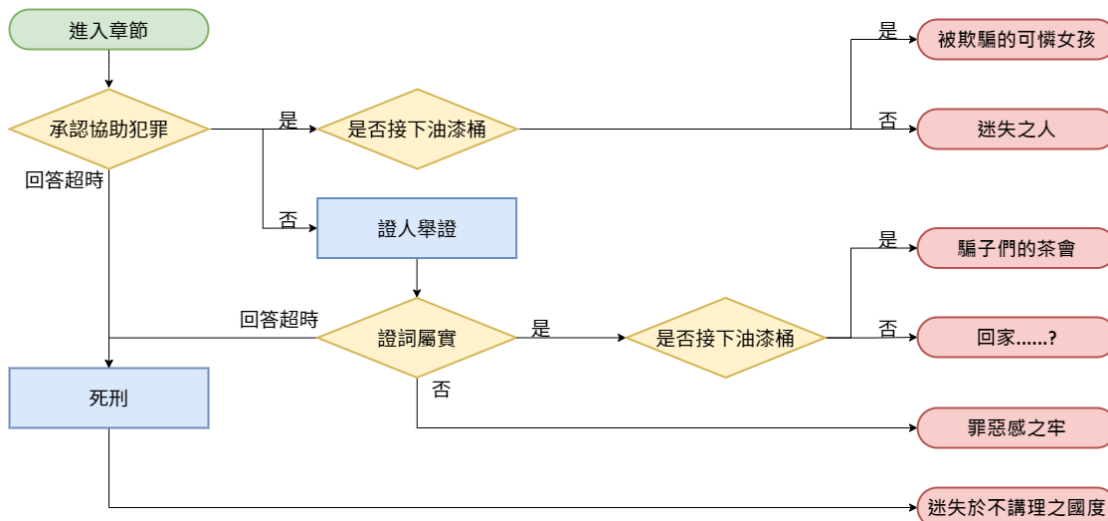 進入章節
是
被欺騙的可憐女孩
承認協助犯罪
是
是否接下油漆桶
否
迷失之人
回答超時
否
證人舉證
是
騙子們的茶會
回答超時
證詞屬實
是
是否接下油漆桶
否
回家......?
死刑
否
罪惡感之牢
迷失於不講理之國度